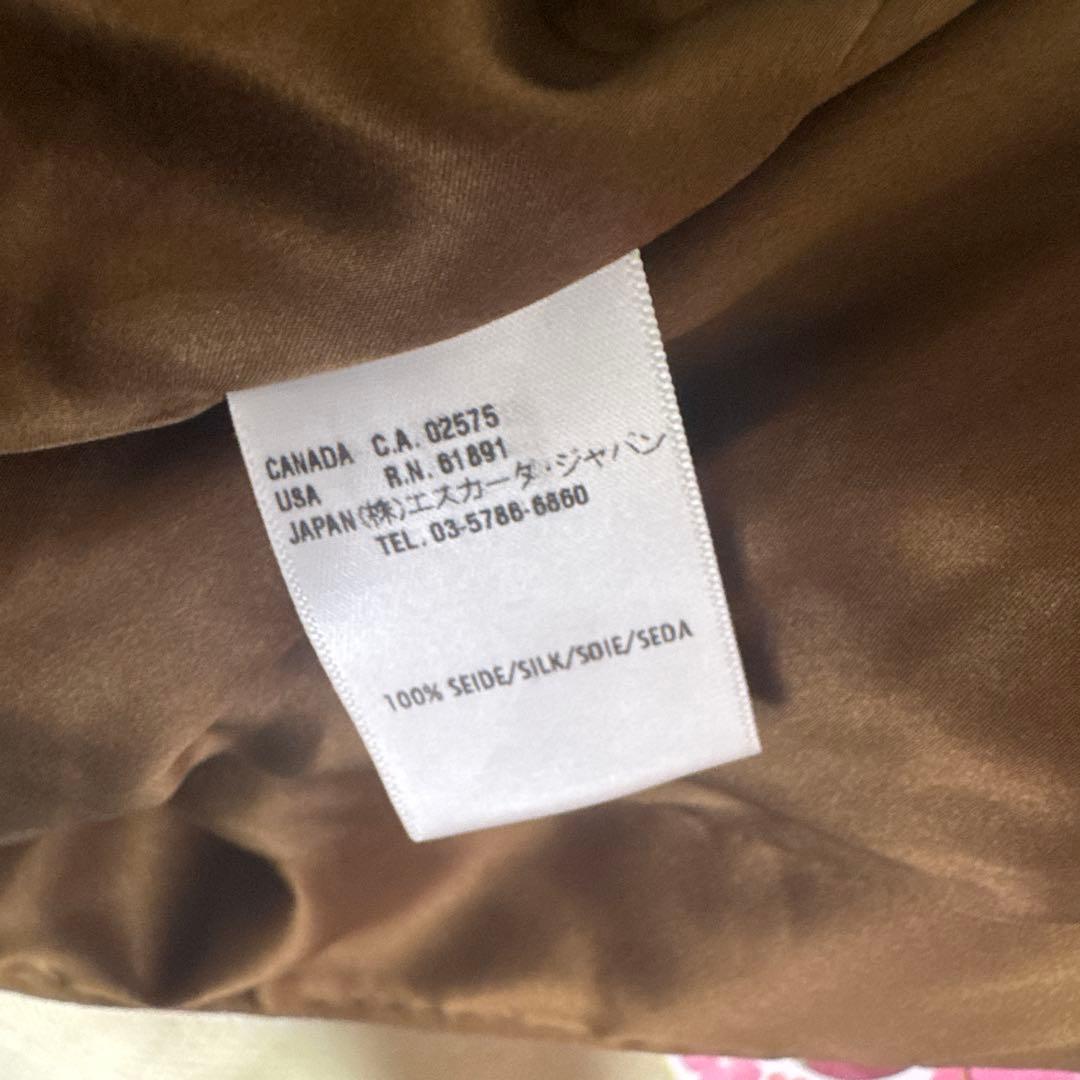 CANADA C.A. 02575
USA R.N. 61891
JAPAN(株)エスカーダ・ジャパン
TEL. 03-5786-6860
100% SEIDE/SILK/SOIE/SEDA